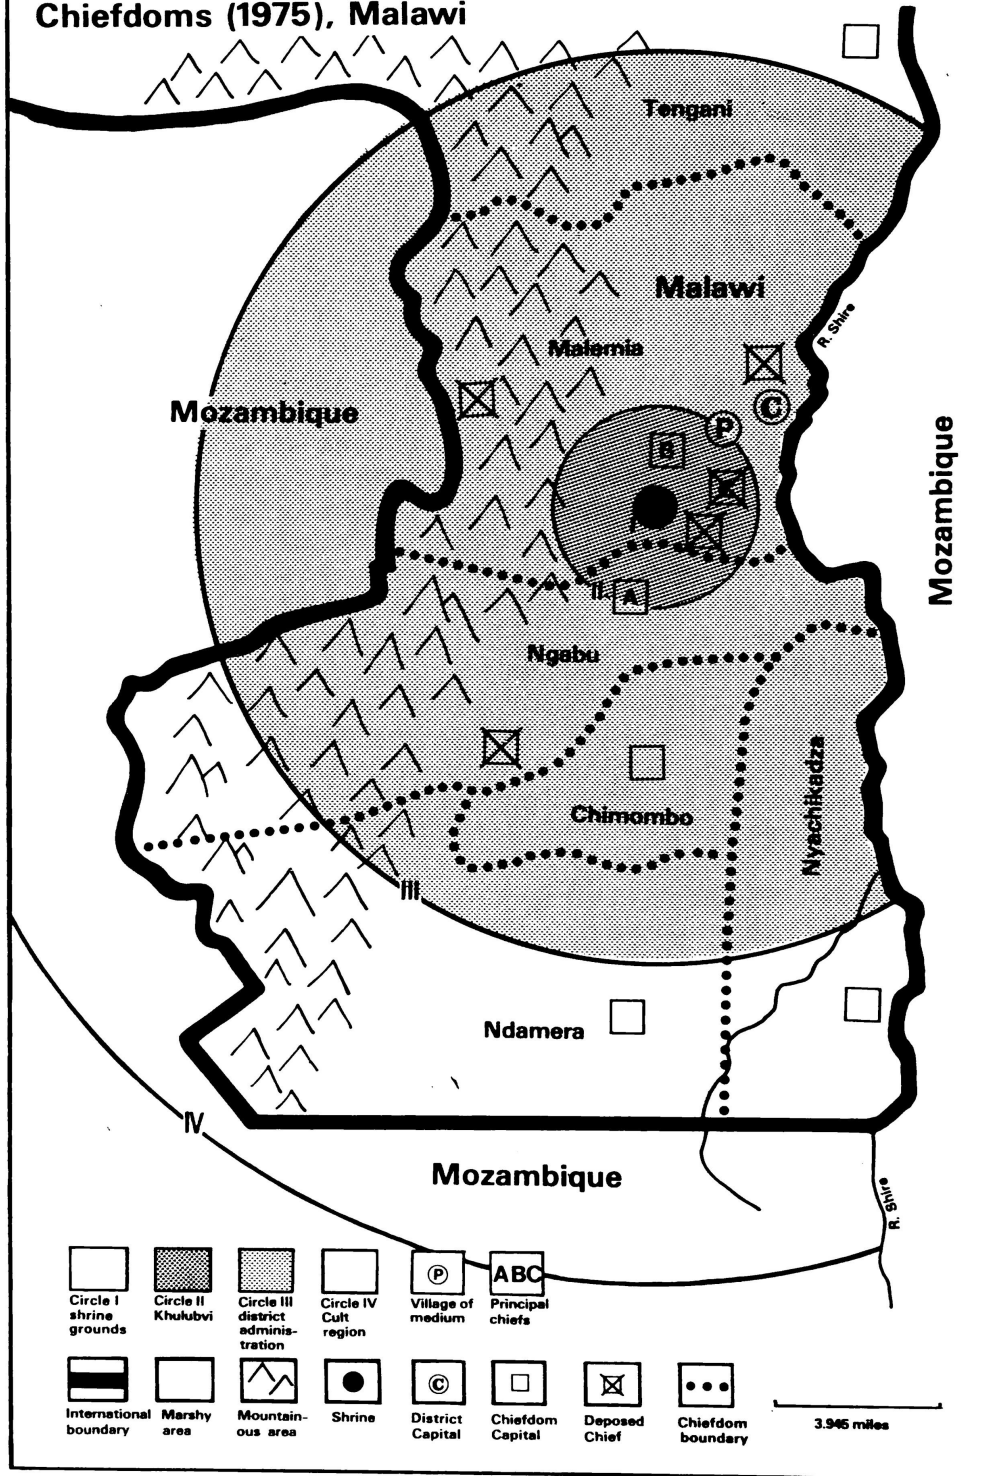 Chiefdoms (1975), Malawi
Tengani
Malawi
R. Shire
Malemia
Mozambique
C
P
B
Mozambique
I
II.
A
Ngabu
Nyachikadza
Chimombo
III
Ndamera
IV
Mozambique
R. Shire
P
ABC
Circle I
shrine
grounds
Circle II
Khulubvi
Circle III
district
adminis-
tration
Circle IV
Cult
region
Village of
medium
Principal
chiefs
C
International
boundary
Marshy
area
Mountain-
ous area
Shrine
District
Capital
Chiefdom
Capital
Deposed
Chief
Chiefdom
boundary
3.945 miles